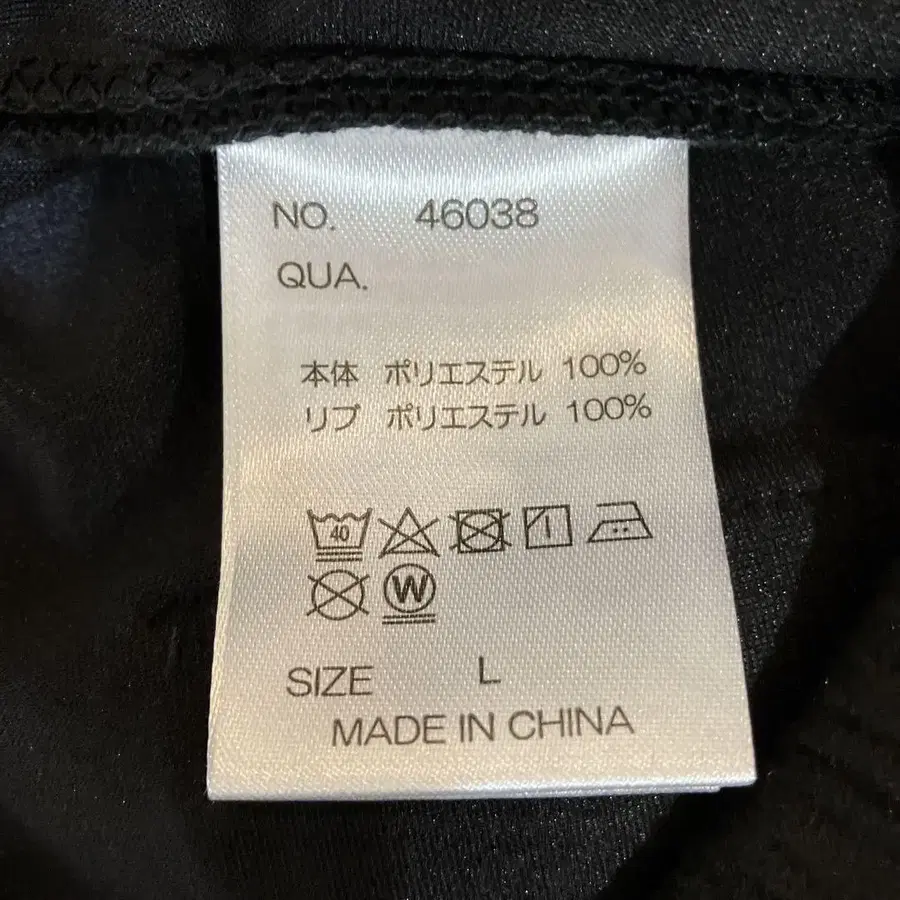 NO. 46038
QUA.
本体 ポリエステル 100%
リブ ポリエステル 100%
40
W
SIZE L
MADE IN CHINA